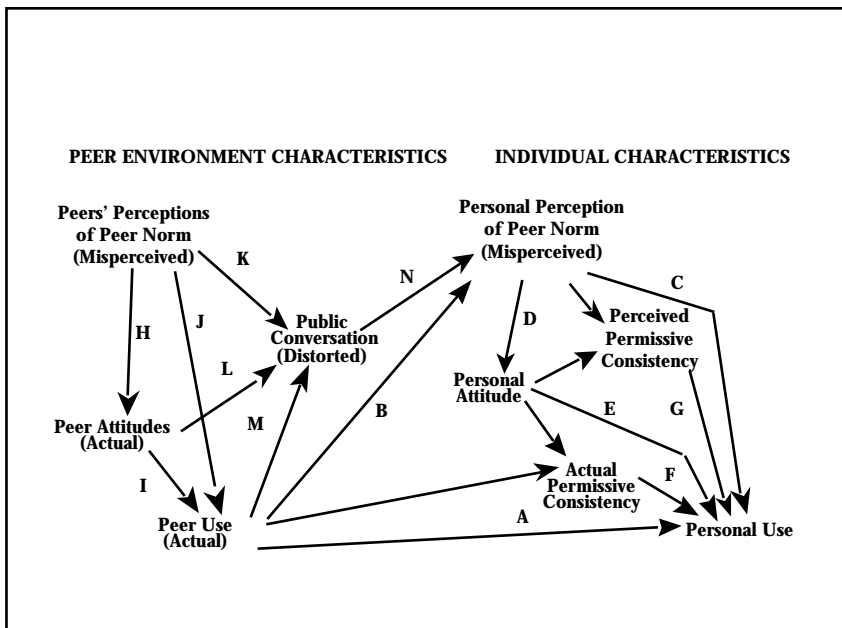 PEER ENVIRONMENT CHARACTERISTICS
INDIVIDUAL CHARACTERISTICS
Peers' Perceptions
of Peer Norm
(Misperceived)
K
H
J
Public
Conversation
(Distorted)
L
M
N
B
Peer Attitudes
(Actual)
I
Peer Use
(Actual)
A
Personal Perception
of Peer Norm
(Misperceived)
C
D
Perceived
Permissive
Consistency
Personal
Attitude
E
G
F
Actual
Permissive
Consistency
Personal Use